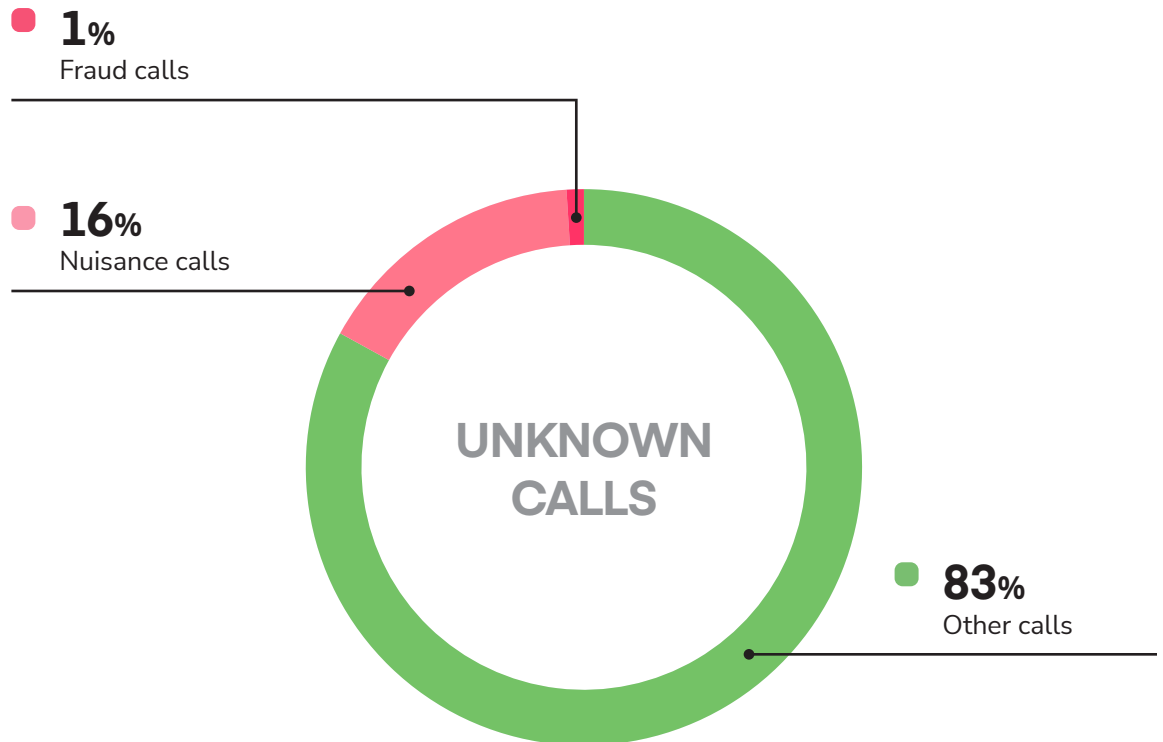 1%
Fraud calls
16%
Nuisance calls
UNKNOWN
CALLS
83%
Other calls